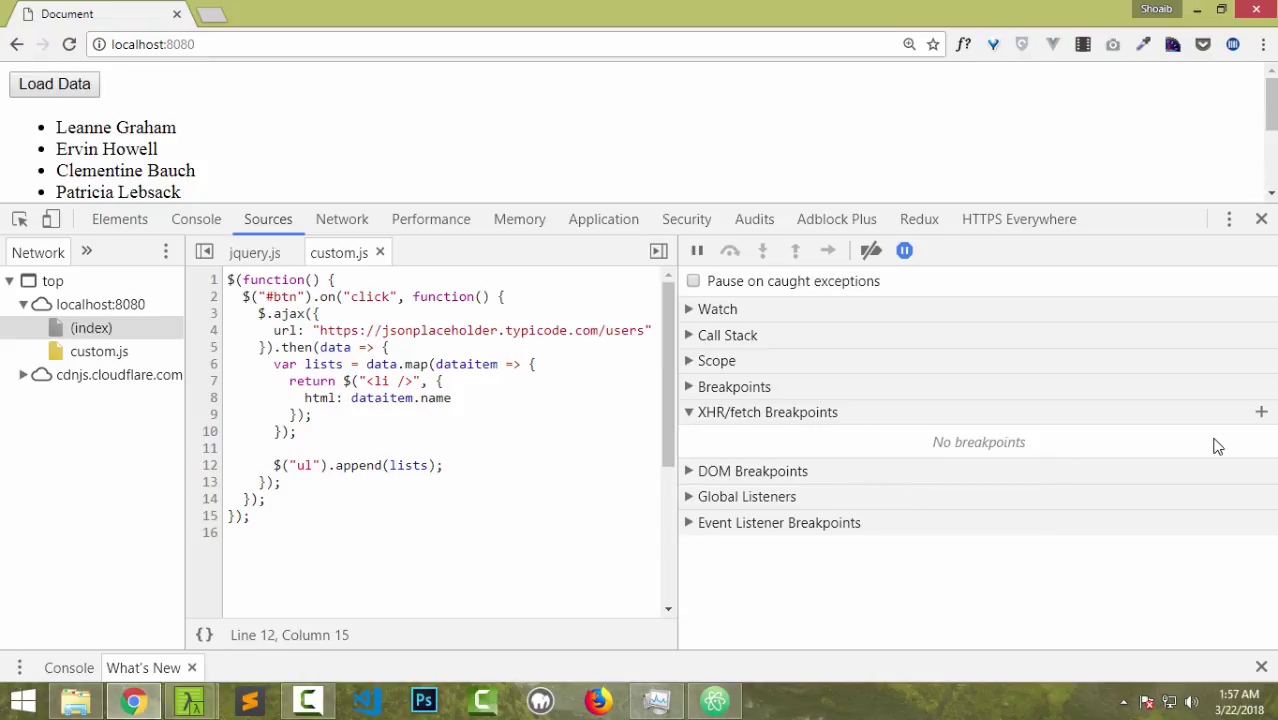 Document
Shoaib
localhost:8080
f?
Load Data
• Leanne Graham
• Ervin Howell
• Clementine Bauch
• Patricia Lebsack
Elements Console Sources Network Performance Memory Application Security Audits Adblock Plus Redux HTTPS Everywhere
Network » jquery.js custom.js
top
localhost:8080
(index)
custom.js
cdnjs.cloudflare.com
1 $(function() {
2 $("#btn").on("click", function() {
3 $.ajax({
4 url: "https://jsonplaceholder.typicode.com/users"
5 }).then(data => {
6 var lists = data.map(dataitem => {
7 return $("<li />", {
8 html: dataitem.name
9 });
10 });
11
12 $("ul").append(lists);
13 });
14 });
15 });
16
{} Line 12, Column 15
Pause on caught exceptions
Watch
Call Stack
Scope
Breakpoints
XHR/fetch Breakpoints
No breakpoints
DOM Breakpoints
Global Listeners
Event Listener Breakpoints
Console What's New
Ps
1:57 AM
3/22/2018